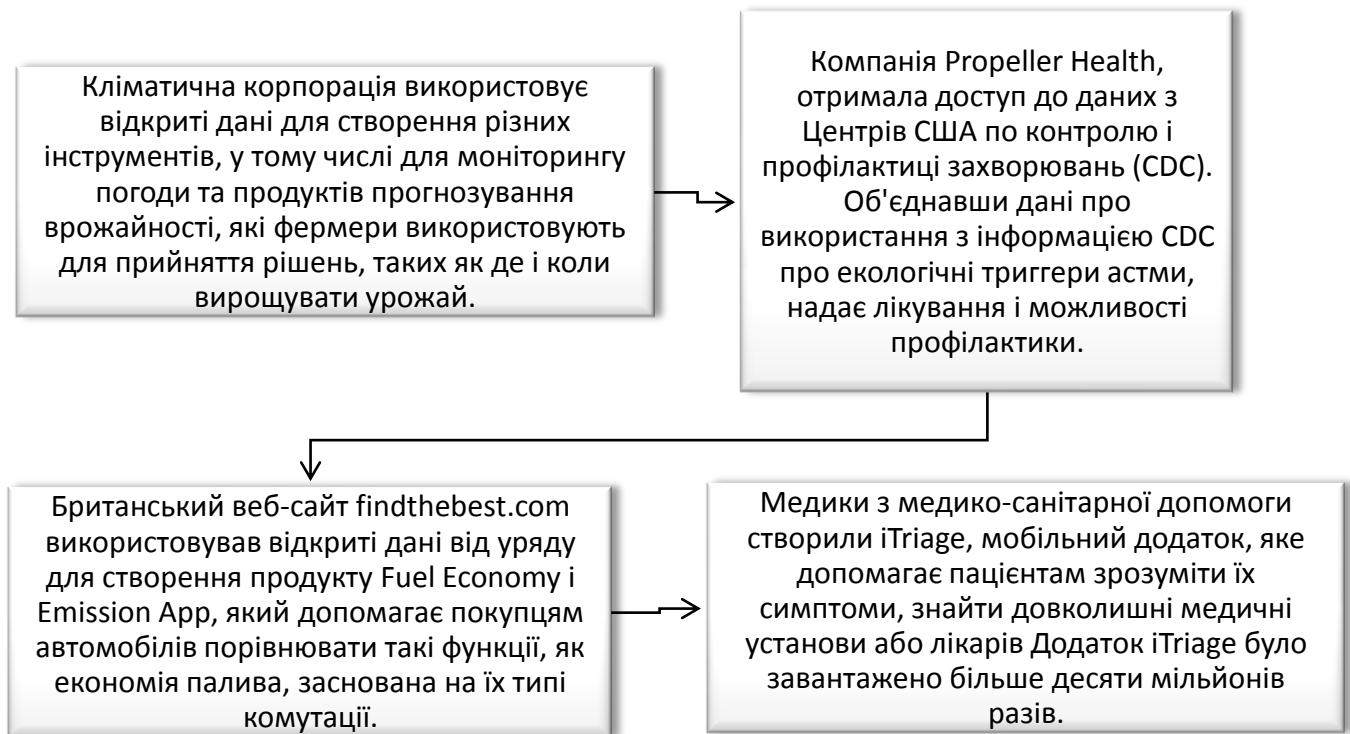 Кліматична корпорація використовує
відкриті дані для створення різних
інструментів, у тому числі для моніторингу
погоди та продуктів прогнозування
врожайності, які фермери використовують
для прийняття рішень, таких як де і коли
вирощувати урожай.
Компанія Propeller Health,
отримала доступ до даних з
Центрів США по контролю і
профілактиці захворювань (CDC).
Об'єднавши дані про
використання з інформацією CDC
про екологічні триггери астми,
надає лікування і можливості
профілактики.
Британський веб-сайт findthebest.com
використовував відкриті дані від уряду
для створення продукту Fuel Economy і
Emission App, який допомагає покупцям
автомобілів порівнювати такі функції, як
економія палива, заснована на їх типі
комутації.
Медики з медико-санітарної допомоги
створили iTriage, мобільний додаток, яке
допомагає пацієнтам зрозуміти їх
симптоми, знайти довколишні медичні
установи або лікарів Додаток iTriage було
завантажено більше десяти мільйонів
разів.